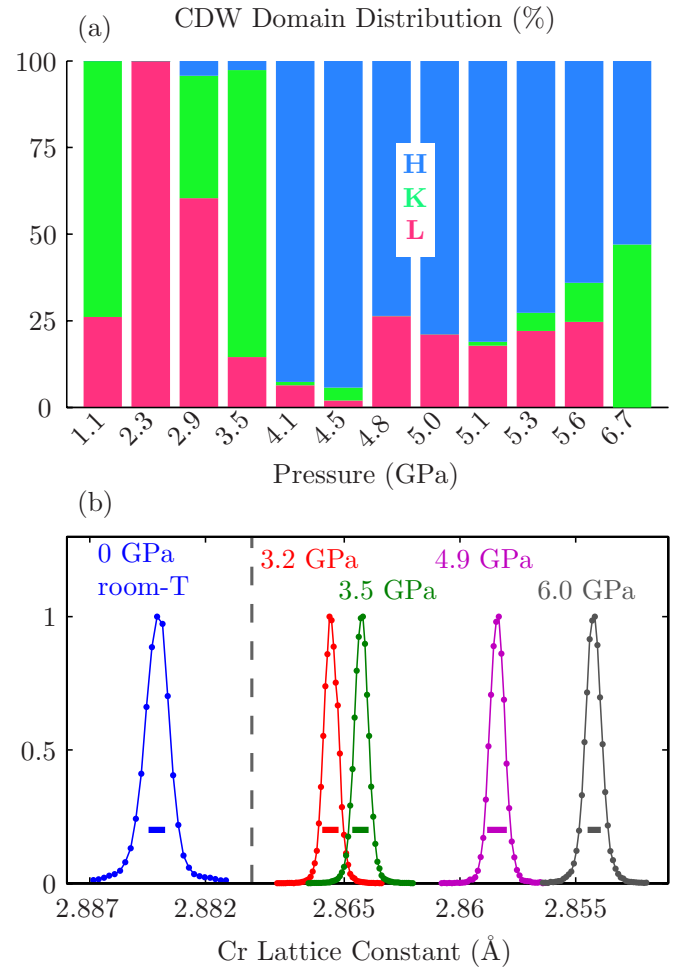 (a) CDW Domain Distribution (%)
100
75
50
25
0
H
K
L
1.1 2.3 2.9 3.5 4.1 4.5 4.8 5.0 5.1 5.3 5.6 6.7
Pressure (GPa)
(b)
0 GPa
room-T
3.2 GPa
4.9 GPa
3.5 GPa
6.0 GPa
1
0.5
0
2.887 2.882 2.865 2.86 2.855
Cr Lattice Constant (Å)